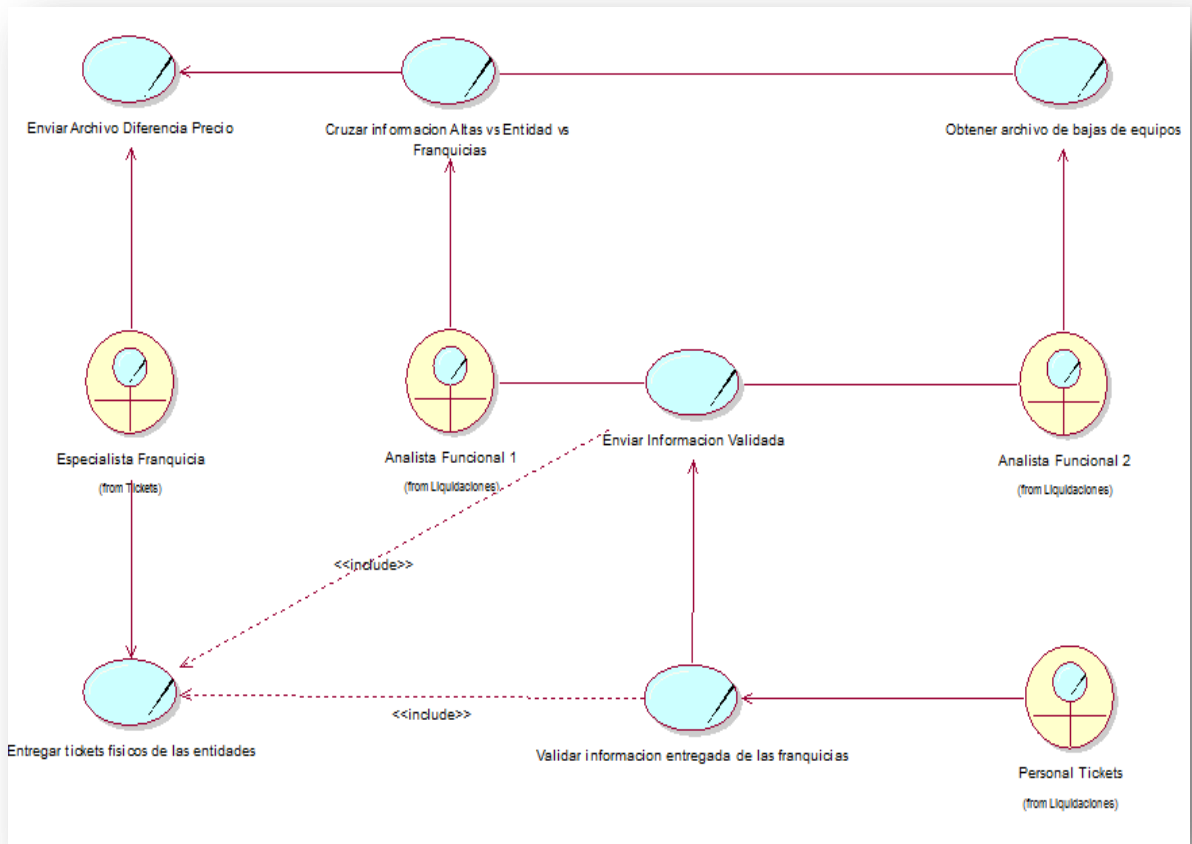 Enviar Archivo Diferencia Precio
Cruzar informacion Altas vs Entidad vs
Franquicias
Obtener archivo de bajas de equipos
Especialista Franquicia
(from Tickets)
Analista Funcional 1
(from Liquidaciones)
Enviar Informacion Validada
Analista Funcional 2
(from Liquidaciones)
<<include>>
<<include>>
Entregar tickets fisicos de las entidades
Validar informacion entregada de las franquicias
Personal Tickets
(from Liquidaciones)